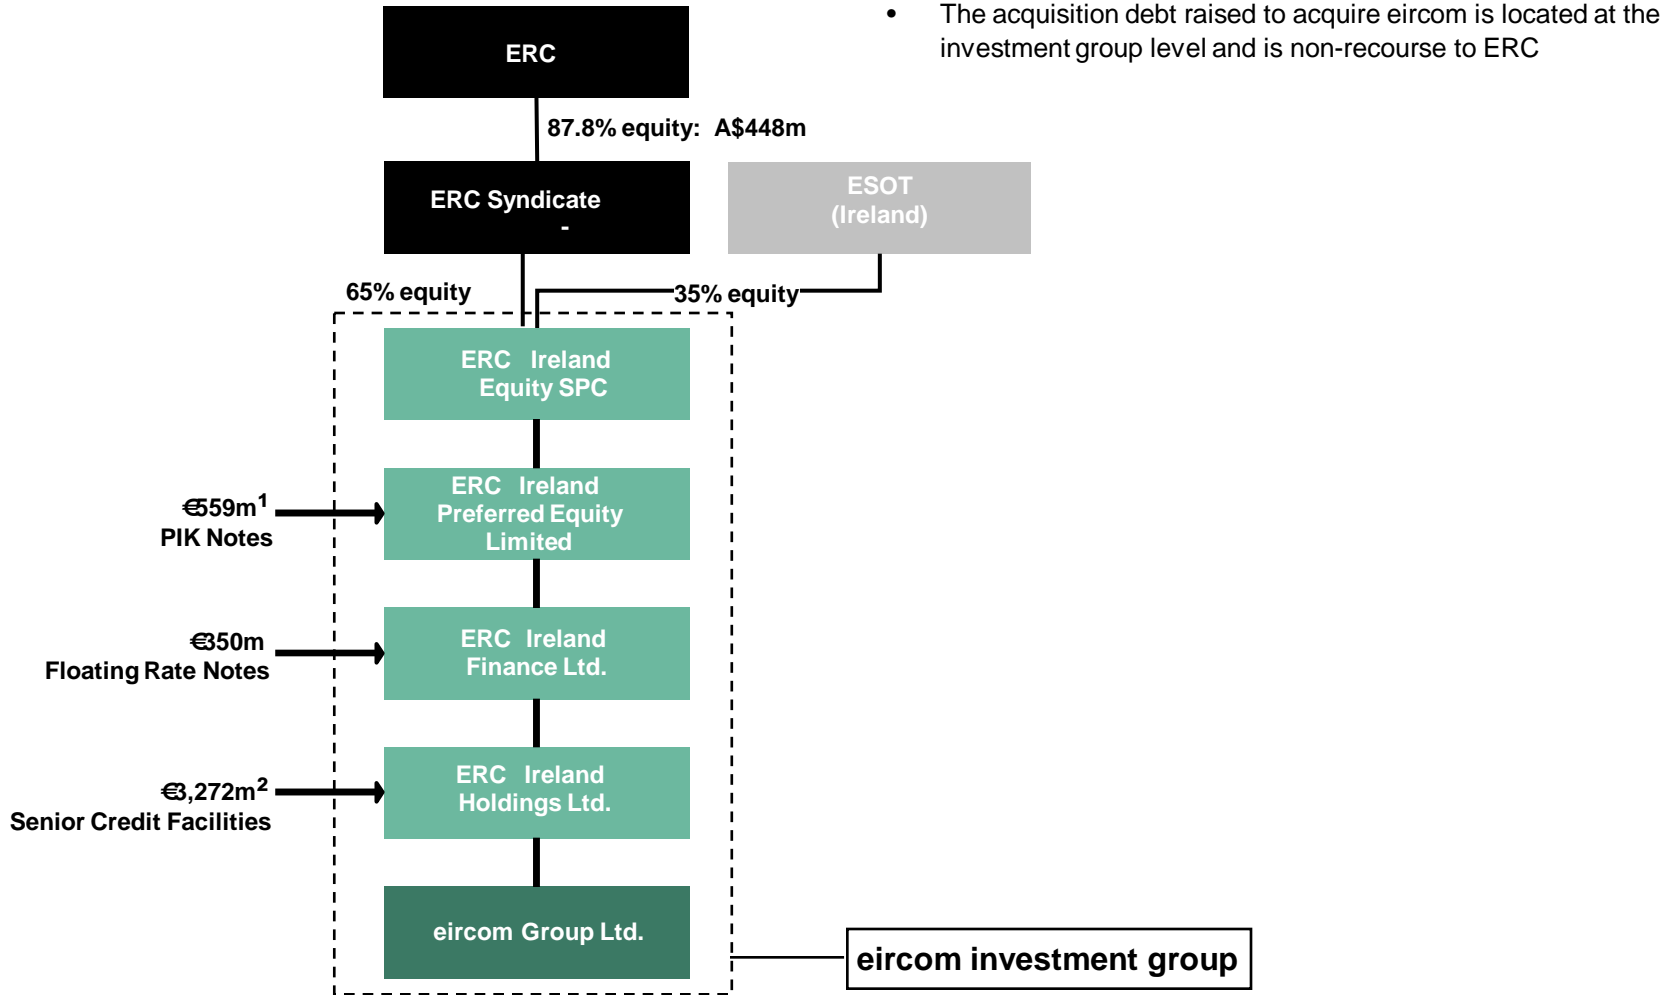 • The acquisition debt raised to acquire eircom is located at the
investment group level and is non-recourse to ERC
ERC
87.8% equity: A$448m
ERC Syndicate
-
ESOT
(Ireland)
65% equity
35% equity
ERC Ireland
Equity SPC
€559m¹
PIK Notes
ERC Ireland
Preferred Equity
Limited
€350m
Floating Rate Notes
ERC Ireland
Finance Ltd.
€3,272m²
Senior Credit Facilities
ERC Ireland
Holdings Ltd.
eircom Group Ltd.
eircom investment group